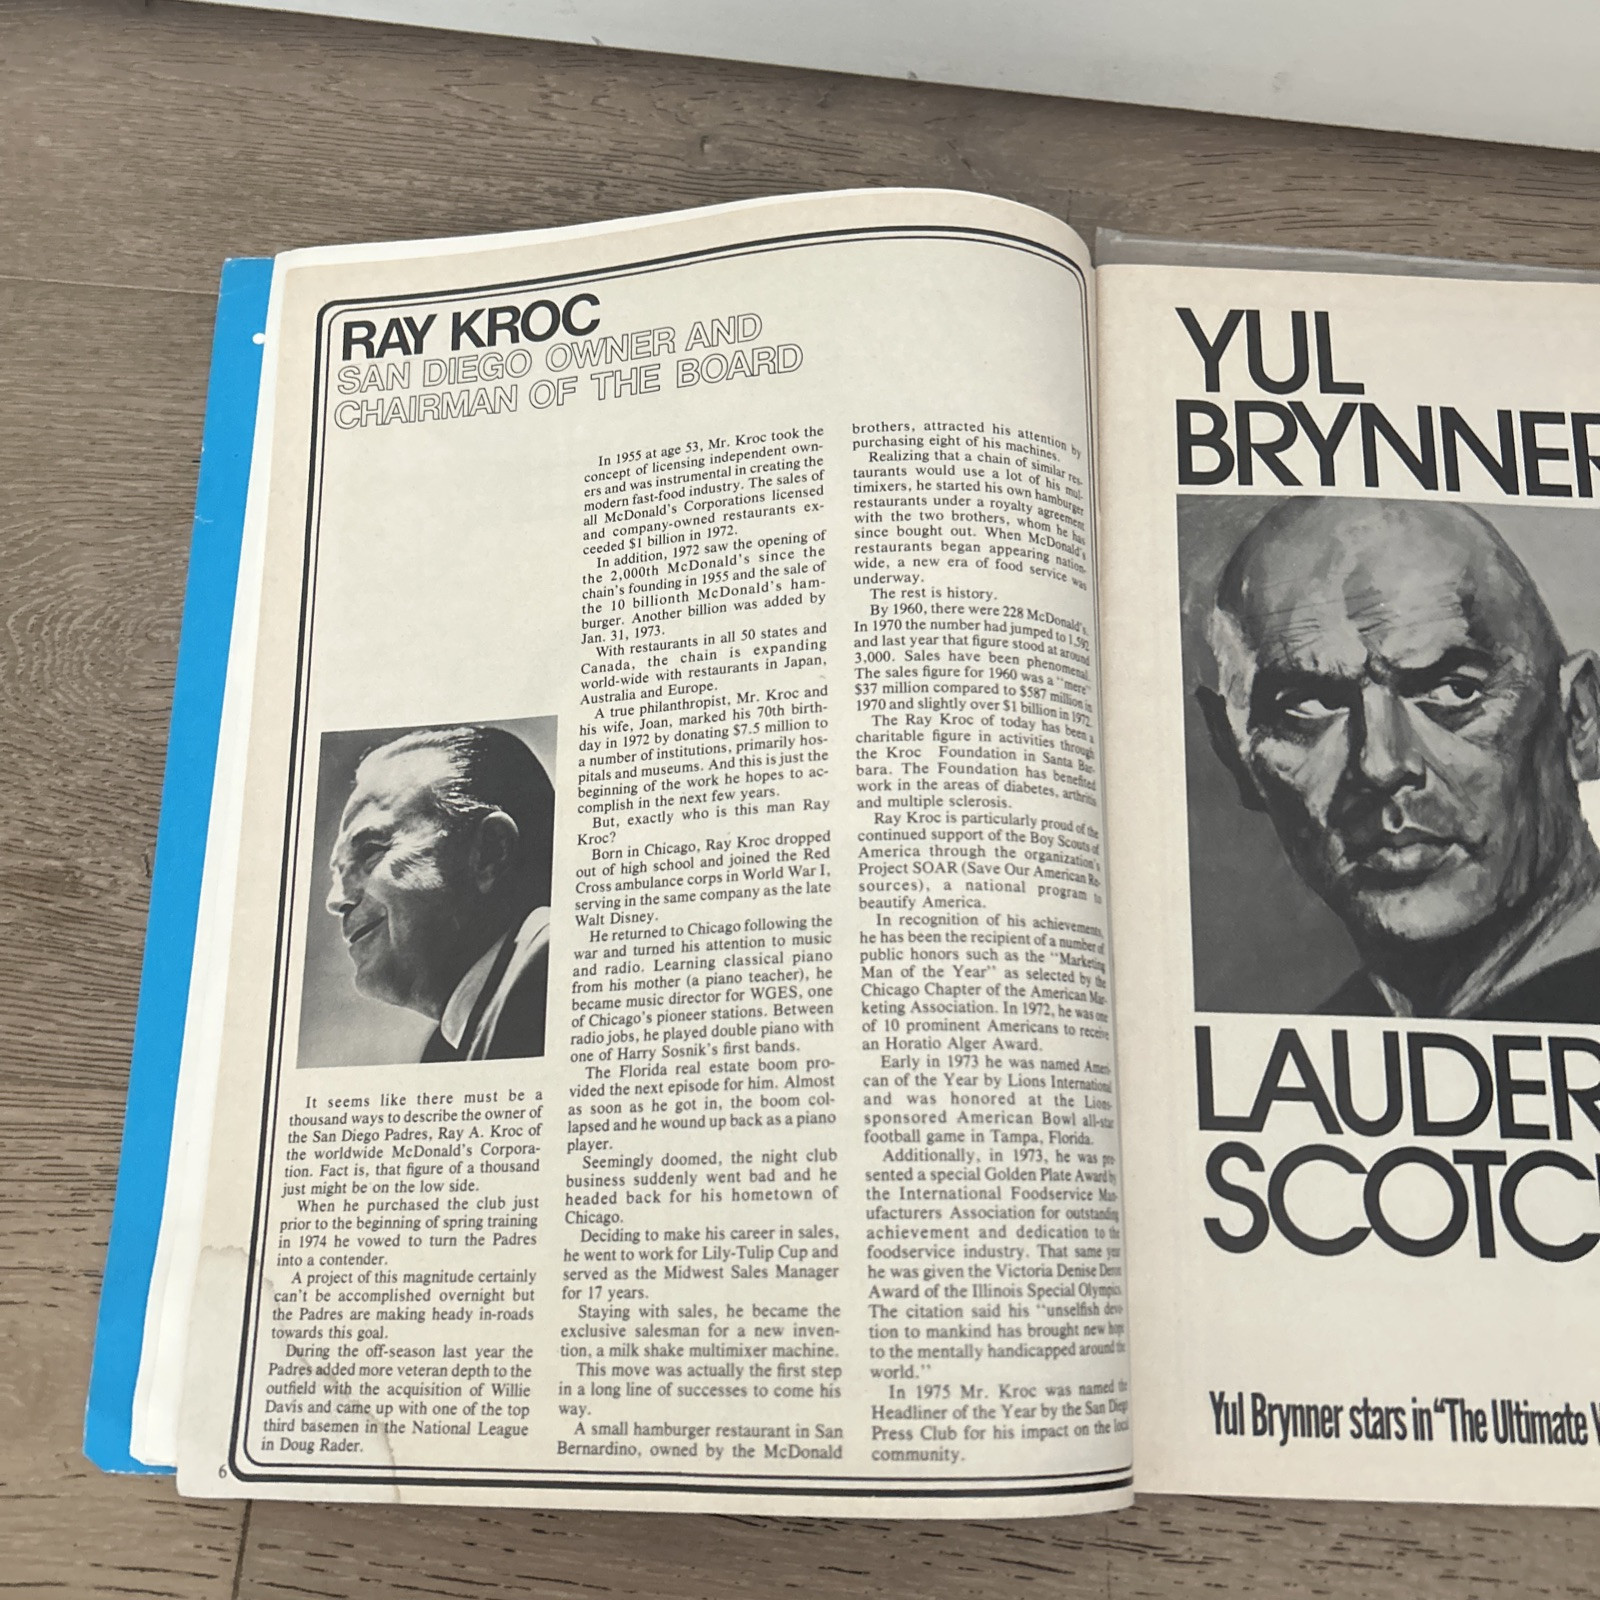 RAY KROC
SAN DIEGO OWNER AND
CHAIRMAN OF THE BOARD
It seems like there must be a
thousand ways to describe the owner of
the San Diego Padres, Ray A. Kroc of
the worldwide McDonald's Corpora-
tion. Fact is, that figure of a thousand
just might be on the low side.
When he purchased the club just
prior to the beginning of spring training
in 1974 he vowed to turn the Padres
into a contender.
A project of this magnitude certainly
can't be accomplished overnight but
the Padres are making heady in-roads
towards this goal.
During the off-season last year the
Padres added more veteran depth to the
outfield with the acquisition of Willie
Davis and came up with one of the top
third basemen in the National League
in Doug Rader.
In 1955 at age 53, Mr. Kroc took the
concept of licensing independent own-
ers and was instrumental in creating the
modern fast-food industry. The sales of
all McDonald's Corporations licensed
and company-owned restaurants ex-
ceeded $1 billion in 1972.
In addition, 1972 saw the opening of
the 2,000th McDonald's since the
chain's founding in 1955 and the sale of
the 10 billionth McDonald's ham-
burger. Another billion was added by
Jan. 31, 1973.
With restaurants in all 50 states and
Canada, the chain is expanding
world-wide with restaurants in Japan,
Australia and Europe.
A true philanthropist, Mr. Kroc and
his wife, Joan, marked his 70th birth-
day in 1972 by donating $7.5 million to
a number of institutions, primarily hos-
pitals and museums. And this is just the
beginning of the work he hopes to ac-
complish in the next few years.
But, exactly who is this man Ray
Kroc?
Born in Chicago, Ray Kroc dropped
out of high school and joined the Red
Cross ambulance corps in World War I,
serving in the same company as the late
Walt Disney.
He returned to Chicago following the
war and turned his attention to music
and radio. Learning classical piano
from his mother (a piano teacher), he
became music director for WGES, one
of Chicago's pioneer stations. Between
radio jobs, he played double piano with
one of Harry Sosnik's first bands.
The Florida real estate boom pro-
vided the next episode for him. Almost
as soon as he got in, the boom col-
lapsed and he wound up back as a piano
player.
Seemingly doomed, the night club
business suddenly went bad and he
headed back for his hometown of
Chicago.
Deciding to make his career in sales,
he went to work for Lily-Tulip Cup and
served as the Midwest Sales Manager
for 17 years.
Staying with sales, he became the
exclusive salesman for a new inven-
tion, a milk shake multimixer machine.
This move was actually the first step
in a long line of successes to come his
way.
A small hamburger restaurant in San
Bernardino, owned by the McDonald
brothers, attracted his attention by
purchasing eight of his machines.
Realizing that a chain of similar res-
taurants would use a lot of his mul-
timixers, he started his own hamburger
restaurants under a royalty agreement
with the two brothers, whom he has
since bought out. When McDonald's
restaurants began appearing nation-
wide, a new era of food service was
underway.
The rest is history.
By 1960, there were 228 McDonald's.
In 1970 the number had jumped to 1,592
and last year that figure stood at around
3,000. Sales have been phenomenal.
The sales figure for 1960 was a "mere"
$37 million compared to $587 million in
1970 and slightly over $1 billion in 1972.
The Ray Kroc of today has been a
charitable figure in activities through
the Kroc Foundation in Santa Bar-
bara. The Foundation has benefited
work in the areas of diabetes, arthritis
and multiple sclerosis.
Ray Kroc is particularly proud of the
continued support of the Boy Scouts of
America through the organization's
Project SOAR (Save Our American Re-
sources), a national program to
beautify America.
In recognition of his achievements,
he has been the recipient of a number of
public honors such as the "Marketing
Man of the Year" as selected by the
Chicago Chapter of the American Mar-
keting Association. In 1972, he was one
of 10 prominent Americans to receive
an Horatio Alger Award.
Early in 1973 he was named Ameri-
can of the Year by Lions International
and was honored at the Lions-
sponsored American Bowl all-star
football game in Tampa, Florida.
Additionally, in 1973, he was pre-
sented a special Golden Plate Award by
the International Foodservice Man-
ufacturers Association for outstanding
achievement and dedication to the
foodservice industry. That same year
he was given the Victoria Denise
Award of the Illinois Special Olympics.
The citation said his "unselfish devo-
tion to mankind has brought new hope
to the mentally handicapped around the
world."
In 1975 Mr. Kroc was named the
Headliner of the Year by the San Diego
Press Club for his impact on the local
community.
6
YUL
BRYNNER
LAUDER
SCOTC
Yul Brynner stars in "The Ultimate